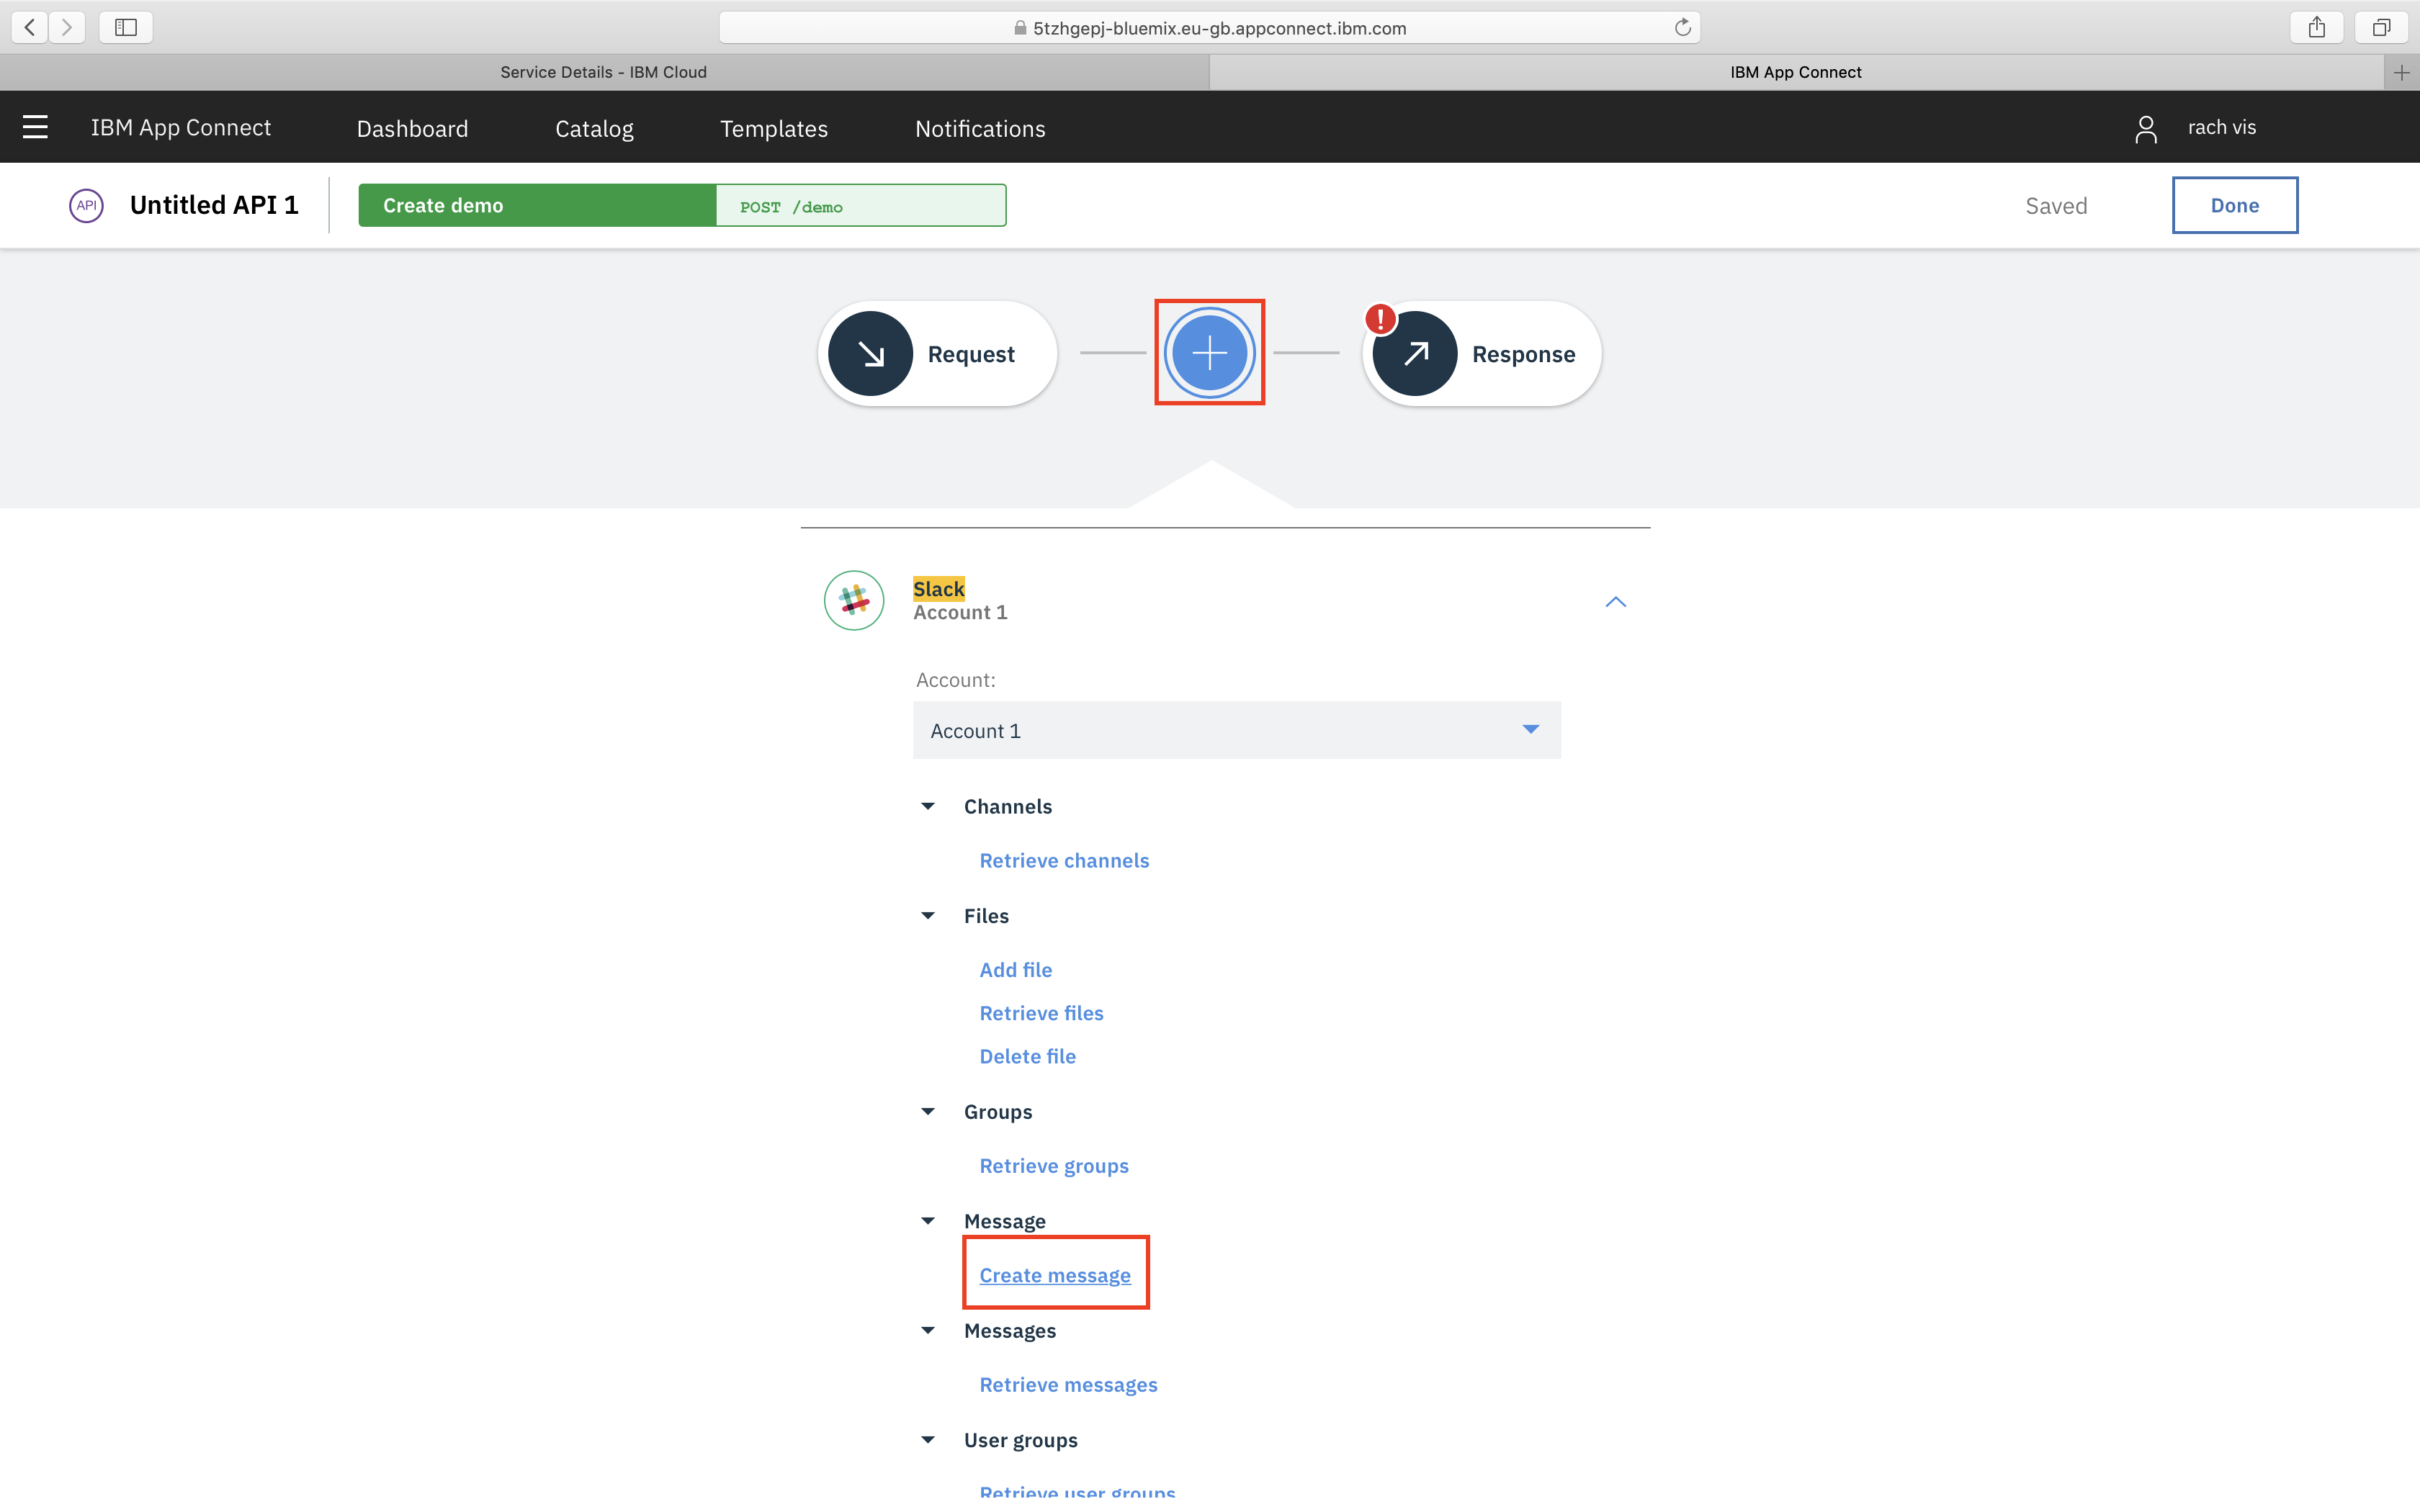 5tzhgepj-bluemix.eu-gb.appconnect.ibm.com
Service Details - IBM Cloud
IBM App Connect
IBM App Connect
Dashboard
Catalog
Templates
Notifications
rach vis
API
Untitled API 1
Create demo
POST /demo
Saved
Done
Request
!
Response
Slack
Account 1
Account:
Account 1
Channels
Retrieve channels
Files
Add file
Retrieve files
Delete file
Groups
Retrieve groups
Message
Create message
Messages
Retrieve messages
User groups
Retrieve user groups